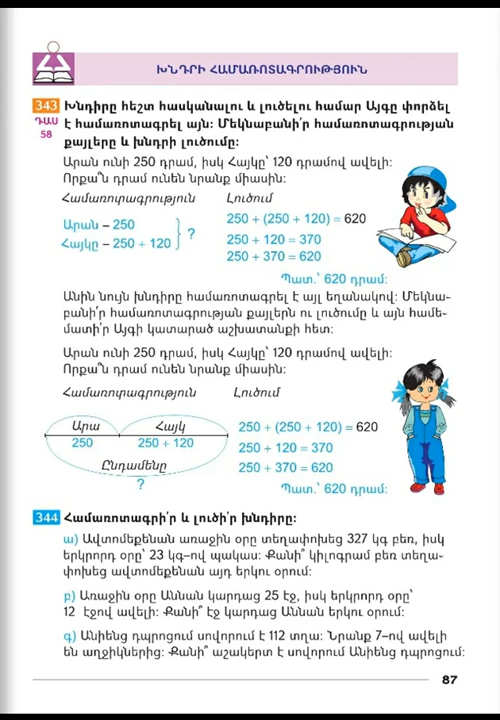 ԽՆԴՐԻ ՀԱՄԱՌՈՏԱԳՐՈՒԹՅՈՒՆ
343 Խնդիրը հեշտ հասկանալու և լուծելու համար Այգը փորձել
ԴԱՍ 58 է համառոտագրել այն։ Մեկնաբանի՛ր համառոտագրության
քայլերը և խնդրի լուծումը։
Արան ունի 250 դրամ, իսկ Հայկը՝ 120 դրամով ավելի։
Որքա՞ն դրամ ունեն նրանք միասին։
Համառոտագրություն Լուծում
Արան – 250
Հայկը – 250 + 120
?
250 + (250 + 120) = 620
250 + 120 = 370
250 + 370 = 620
Պատ.՝ 620 դրամ։
Անին նույն խնդիրը համառոտագրել է այլ եղանակով։ Մեկնա-
բանի՛ր համառոտագրության քայլերն ու լուծումը և այն համե-
մատի՛ր Այգի կատարած աշխատանքի հետ։
Արան ունի 250 դրամ, իսկ Հայկը՝ 120 դրամով ավելի։
Որքա՞ն դրամ ունեն նրանք միասին։
Համառոտագրություն Լուծում
Արա Հայկ
250 250 + 120
Ընդամենը
?
250 + (250 + 120) = 620
250 + 120 = 370
250 + 370 = 620
Պատ.՝ 620 դրամ։
344 Համառոտագրի՛ր և լուծի՛ր խնդիրը։
ա) Ավտոմեքենան առաջին օրը տեղափոխեց 327 կգ բեռ, իսկ
երկրորդ օրը՝ 23 կգ–ով պակաս։ Քանի՞ կիլոգրամ բեռ տեղա-
փոխեց ավտոմեքենան այդ երկու օրում։
բ) Առաջին օրը Աննան կարդաց 25 էջ, իսկ երկրորդ օրը՝
12 էջով ավելի։ Քանի՞ էջ կարդաց Աննան երկու օրում։
գ) Անիենց դպրոցում սովորում է 112 տղա։ Նրանք 7–ով ավելի
են աղջիկներից։ Քանի՞ աշակերտ է սովորում Անիենց դպրոցում։
87